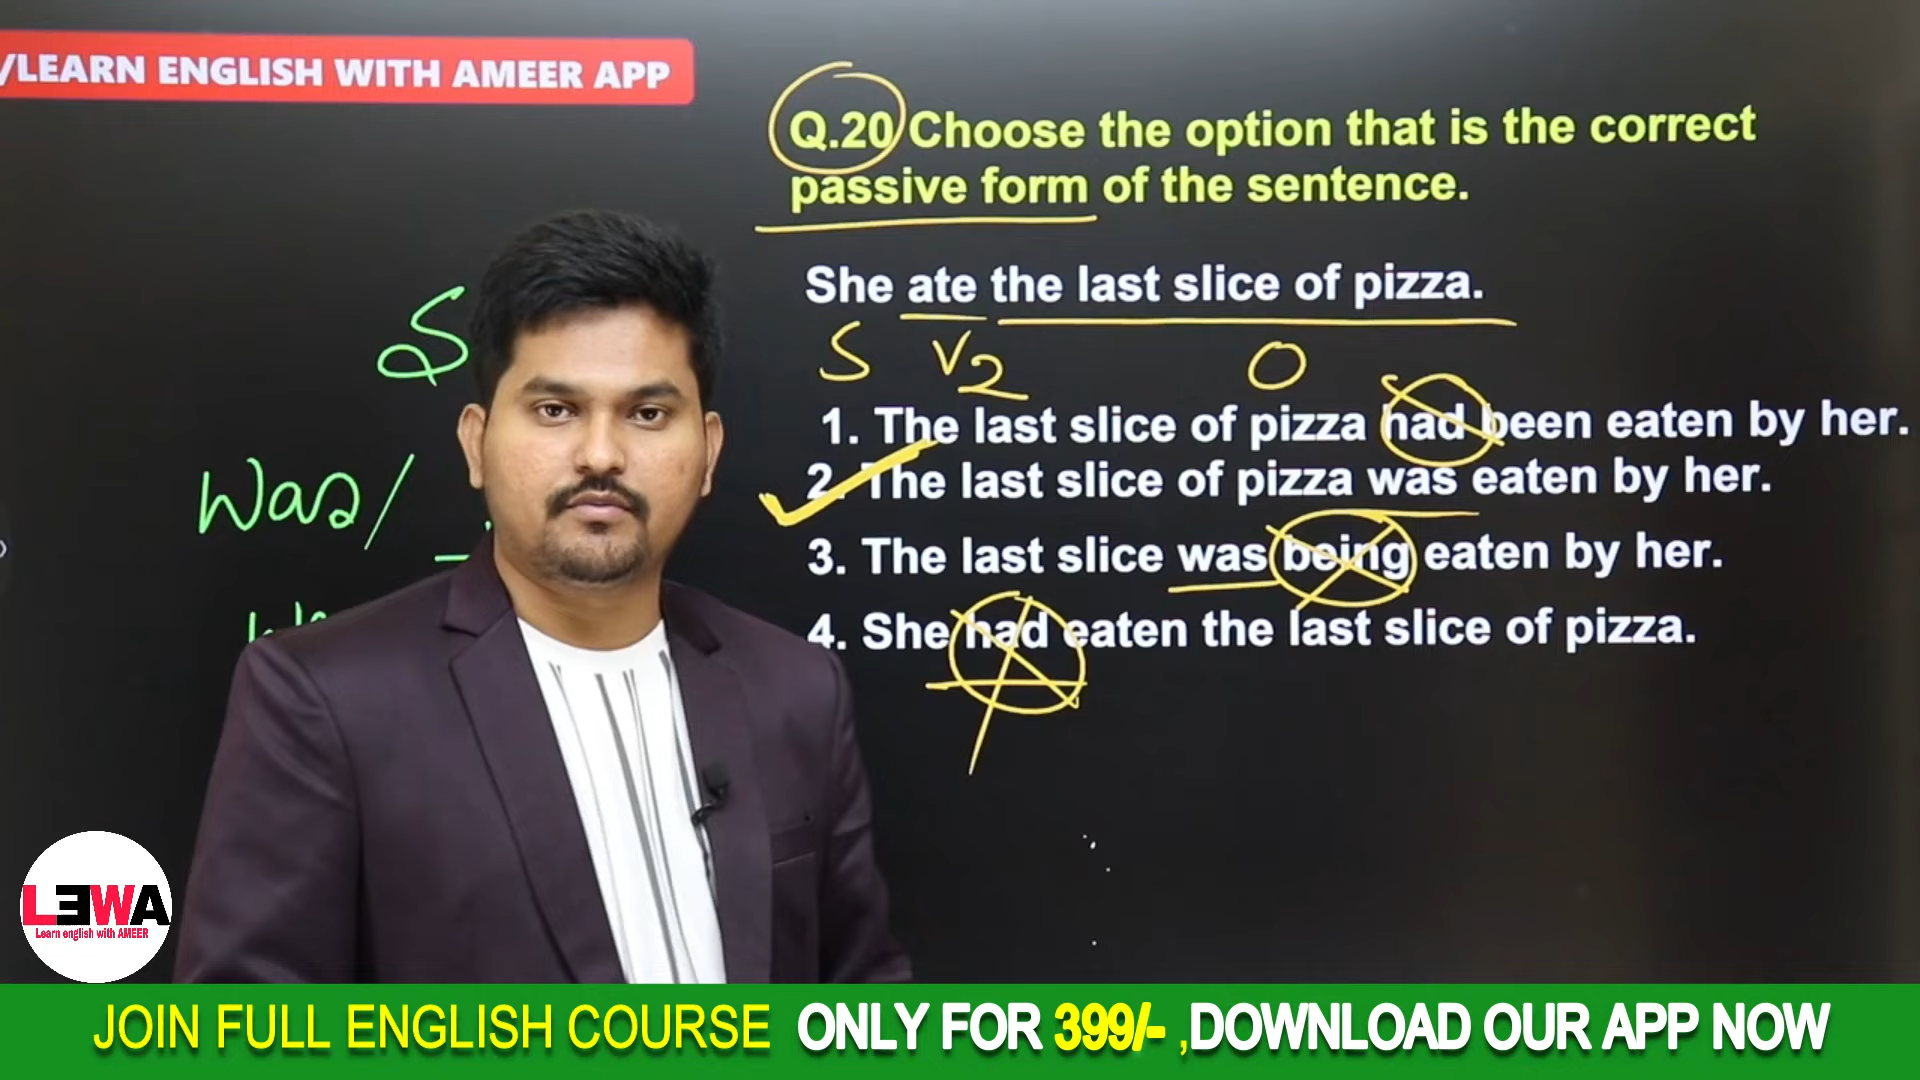 /LEARN ENGLISH WITH AMEER APP
Q.20 Choose the option that is the correct
passive form of the sentence.
She ate the last slice of pizza.
S V2 O
1. The last slice of pizza had been eaten by her.
2. The last slice of pizza was eaten by her.
3. The last slice was being eaten by her.
4. She had eaten the last slice of pizza.
S
Was/
LEWA
Learn english with AMEER
JOIN FULL ENGLISH COURSE ONLY FOR 399/- ,DOWNLOAD OUR APP NOW